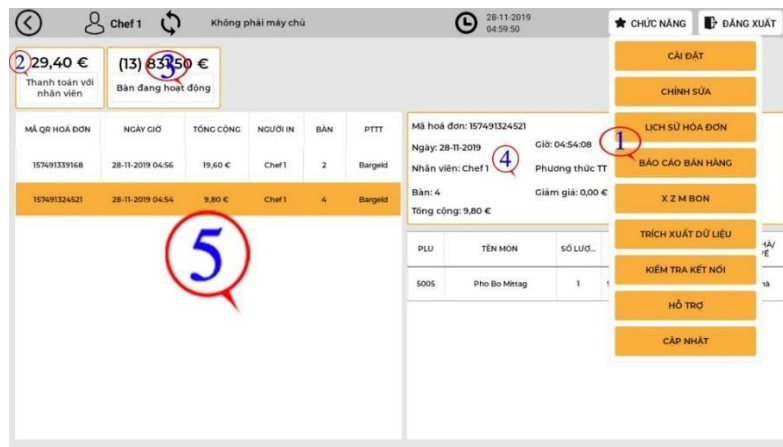 Chef 1
Không phải máy chủ
28-11-2019
04:59:50
CHỨC NĂNG
ĐĂNG XUẤT
2
29,40 €
Thanh toán với
nhân viên
(13) 831,50 €
3
Bàn đang hoạt động
MÃ QR HOÁ ĐƠN NGÀY GIỜ TỔNG CỘNG NGƯỜI IN BÀN PTTT
157491339168 28-11-2019 04:56 19,60 € Chef 1 2 Bargeld
157491324521 28-11-2019 04:54 9,80 € Chef 1 4 Bargeld
5
Mã hoá đơn: 157491324521
Ngày: 28-11-2019 Giờ: 04:54:08
Nhân viên: Chef 1 4 Phương thức TT
Bàn: 4 Giảm giá: 0,00 €
Tổng cộng: 9,80 €
PLU TÊN MÓN SỐ LƯỢ...
5005 Pho Bo Mittag 1
CÀI ĐẶT
CHỈNH SỬA
LỊCH SỬ HÓA ĐƠN
1
BÁO CÁO BÁN HÀNG
X Z M BON
TRÍCH XUẤT DỮ LIỆU
KIỂM TRA KẾT NỐI
HỖ TRỢ
CẬP NHẬT